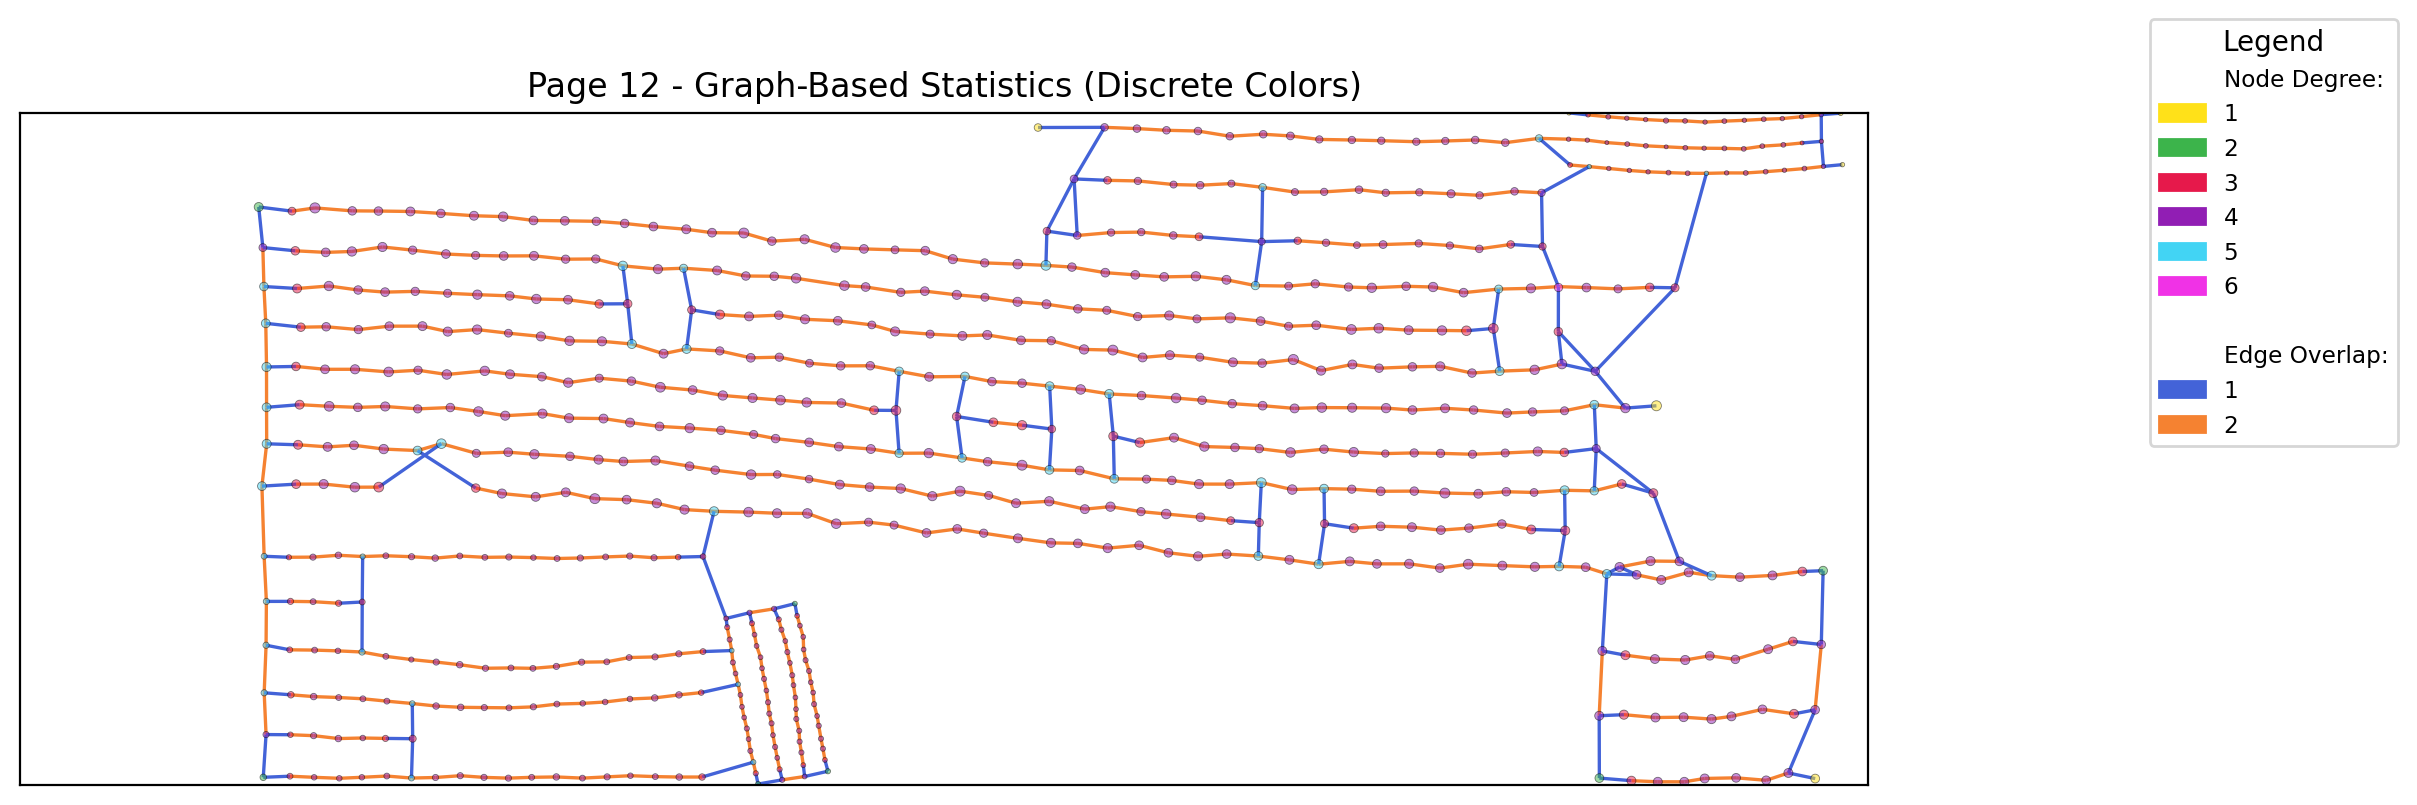 Page 12 - Graph-Based Statistics (Discrete Colors)
Legend
Node Degree:
1
2
3
4
5
6
Edge Overlap:
1
2